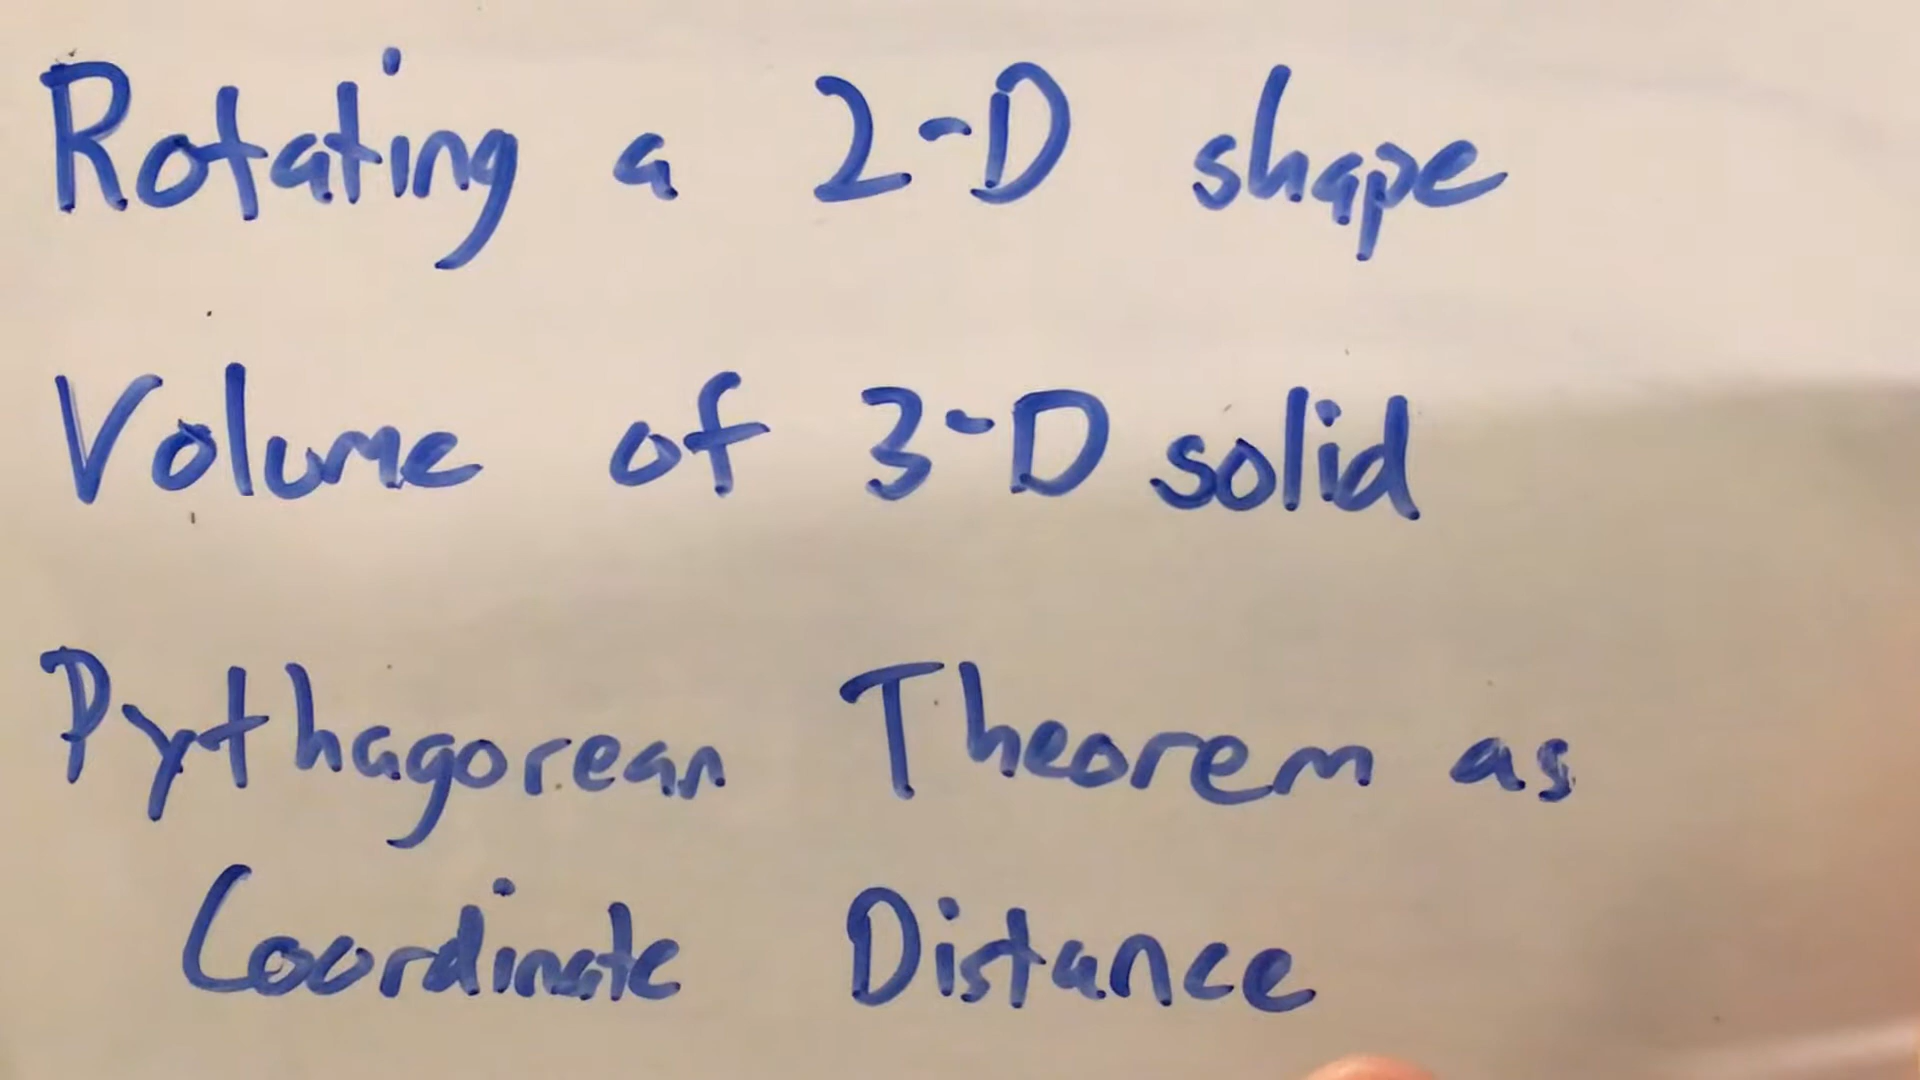 Rotating a 2-D shape
Volume of 3-D solid
Pythagorean Theorem as
Coordinate Distance